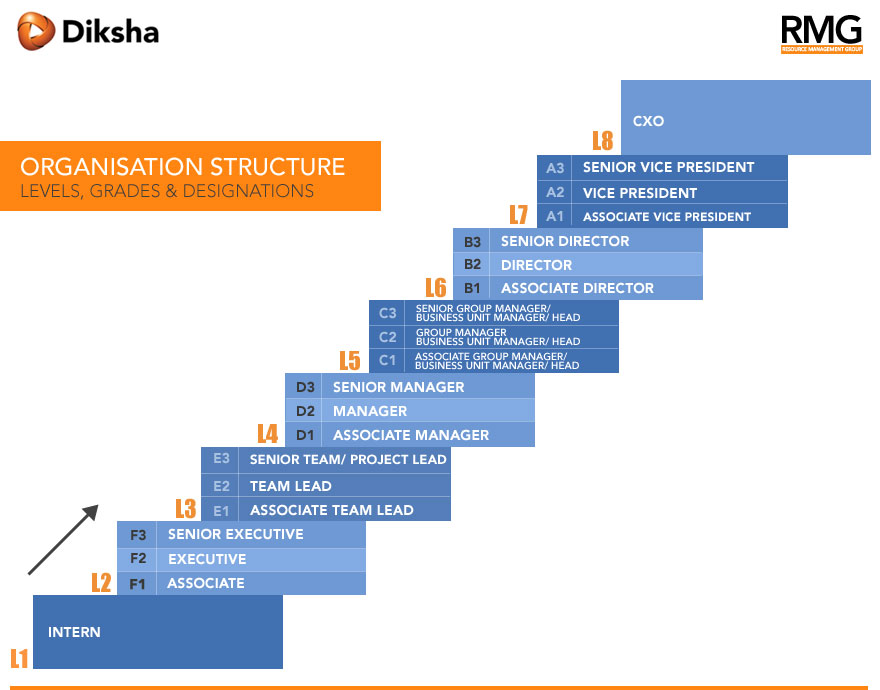 Diksha
RMG
RESOURCE MANAGEMENT GROUP
ORGANISATION STRUCTURE
LEVELS, GRADES & DESIGNATIONS
CXO
L8
A3 SENIOR VICE PRESIDENT
A2 VICE PRESIDENT
A1 ASSOCIATE VICE PRESIDENT
L7
B3 SENIOR DIRECTOR
B2 DIRECTOR
B1 ASSOCIATE DIRECTOR
L6
C3 SENIOR GROUP MANAGER/
BUSINESS UNIT MANAGER/ HEAD
C2 GROUP MANAGER
BUSINESS UNIT MANAGER/ HEAD
C1 ASSOCIATE GROUP MANAGER/
BUSINESS UNIT MANAGER/ HEAD
L5
D3 SENIOR MANAGER
D2 MANAGER
D1 ASSOCIATE MANAGER
L4
E3 SENIOR TEAM/ PROJECT LEAD
E2 TEAM LEAD
E1 ASSOCIATE TEAM LEAD
L3
F3 SENIOR EXECUTIVE
F2 EXECUTIVE
F1 ASSOCIATE
L2
INTERN
L1